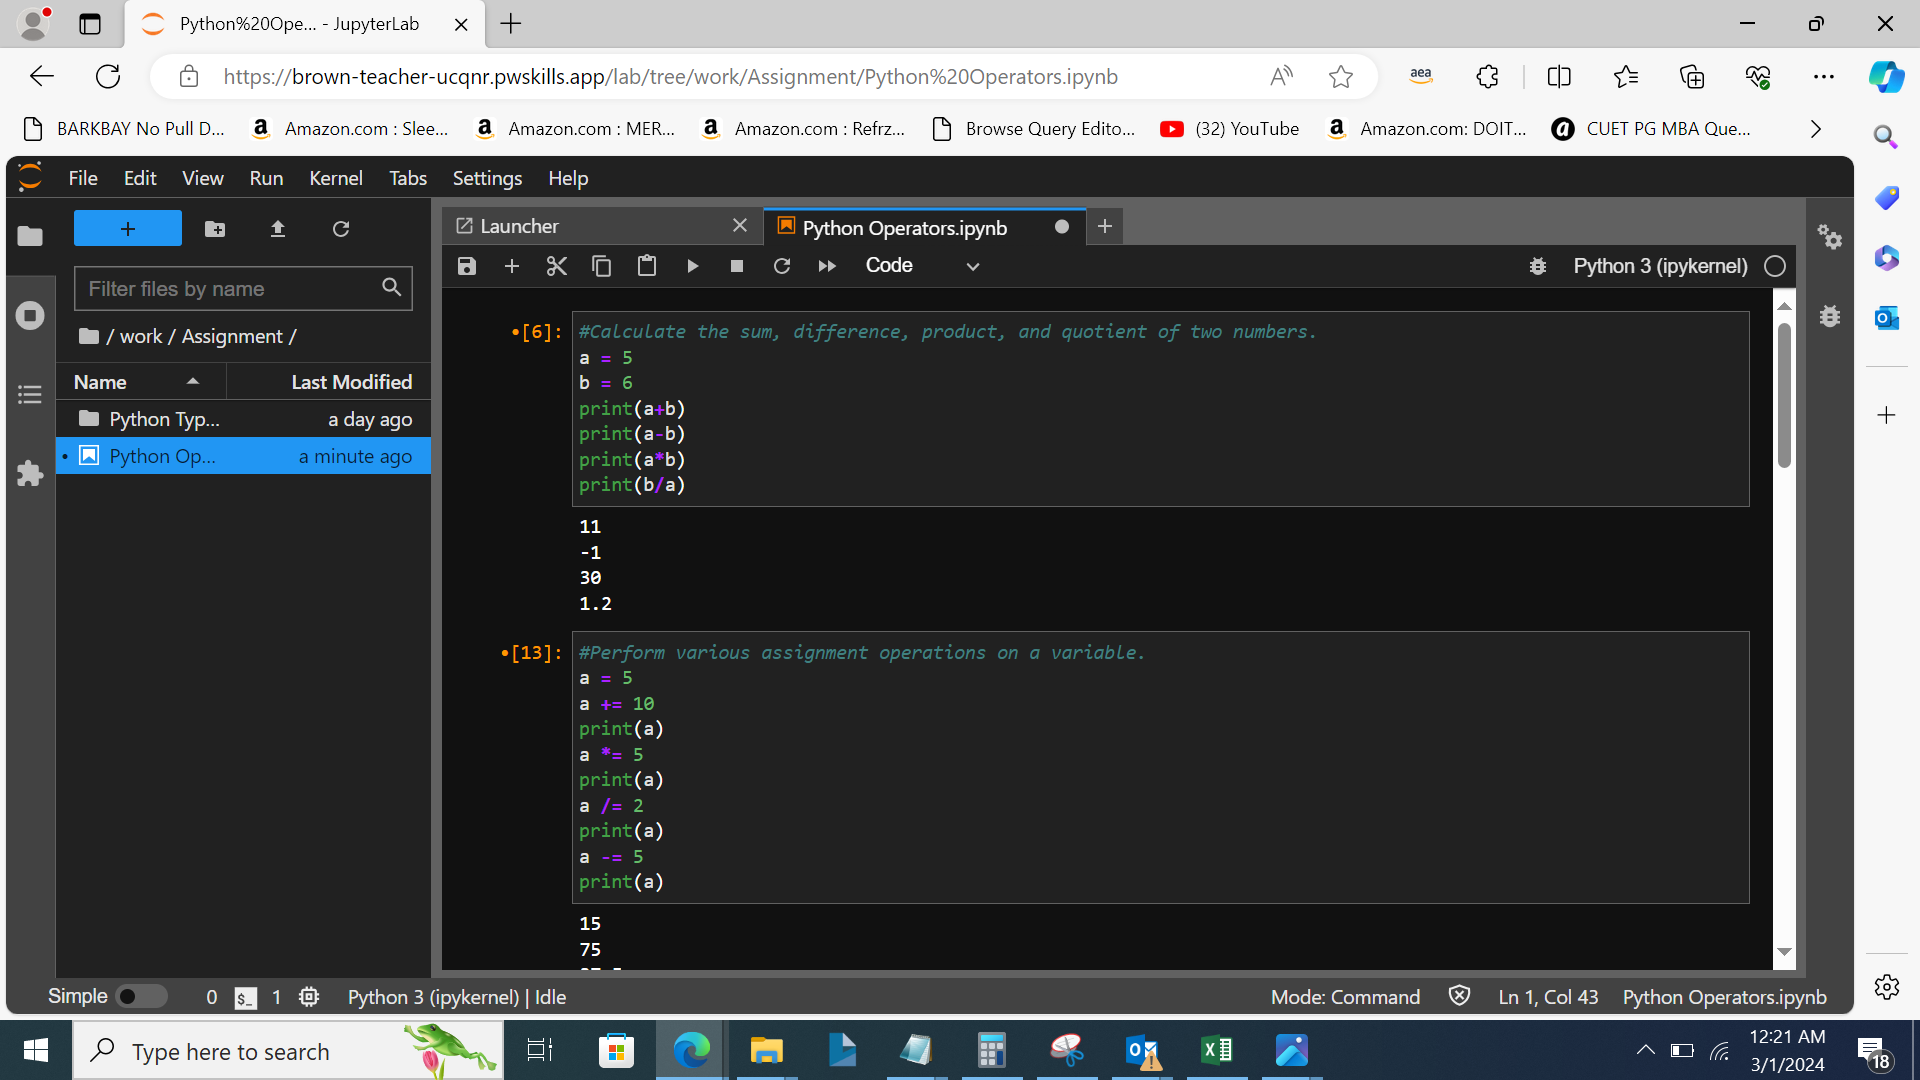 Python%20Ope... - JupyterLab
https://brown-teacher-ucqnr.pwskills.app/lab/tree/work/Assignment/Python%20Operators.ipynb
aea
BARKBAY No Pull D...
Amazon.com : Slee...
Amazon.com : MER...
Amazon.com : Refrz...
Browse Query Edito...
(32) YouTube
Amazon.com: DOIT...
CUET PG MBA Que...
File Edit View Run Kernel Tabs Settings Help
Launcher
Python Operators.ipynb
Code
Python 3 (ipykernel)
Filter files by name
/ work / Assignment /
Name Last Modified
Python Typ... a day ago
Python Op... a minute ago
[6]: #Calculate the sum, difference, product, and quotient of two numbers.
a = 5
b = 6
print(a+b)
print(a-b)
print(a*b)
print(b/a)
11
-1
30
1.2
[13]: #Perform various assignment operations on a variable.
a = 5
a += 10
print(a)
a *= 5
print(a)
a /= 2
print(a)
a -= 5
print(a)
15
75
Simple 0 1 Python 3 (ipykernel) | Idle
Mode: Command Ln 1, Col 43 Python Operators.ipynb
Type here to search
12:21 AM
3/1/2024
18